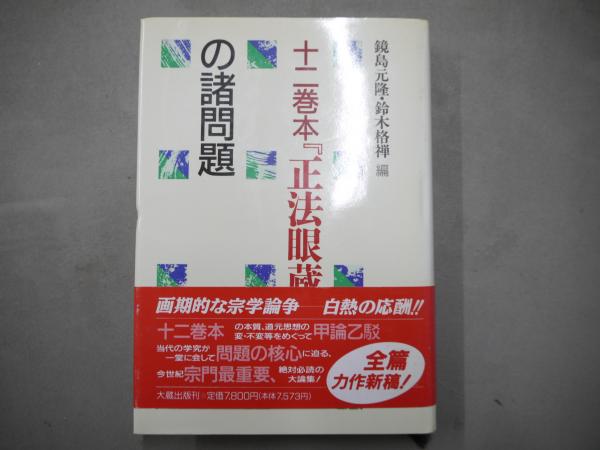 鏡島元隆・鈴木格禅 編
十二巻本『正法眼蔵
の諸問題
画期的な宗学論争――白熱の応酬!!
十二巻本の本質、道元思想の変・不変等をめぐって甲論乙駁
当代の学究が一堂に会して問題の核心に迫る、
今世紀宗門最重要、絶対必読の大論集!
全篇
力作新稿!
大蔵出版刊・定価7,800円(本体7,573円)